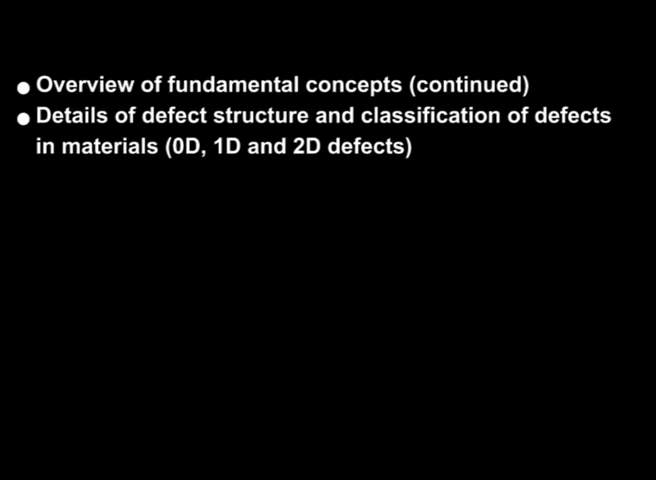 ● Overview of fundamental concepts (continued)
● Details of defect structure and classification of defects
in materials (0D, 1D and 2D defects)